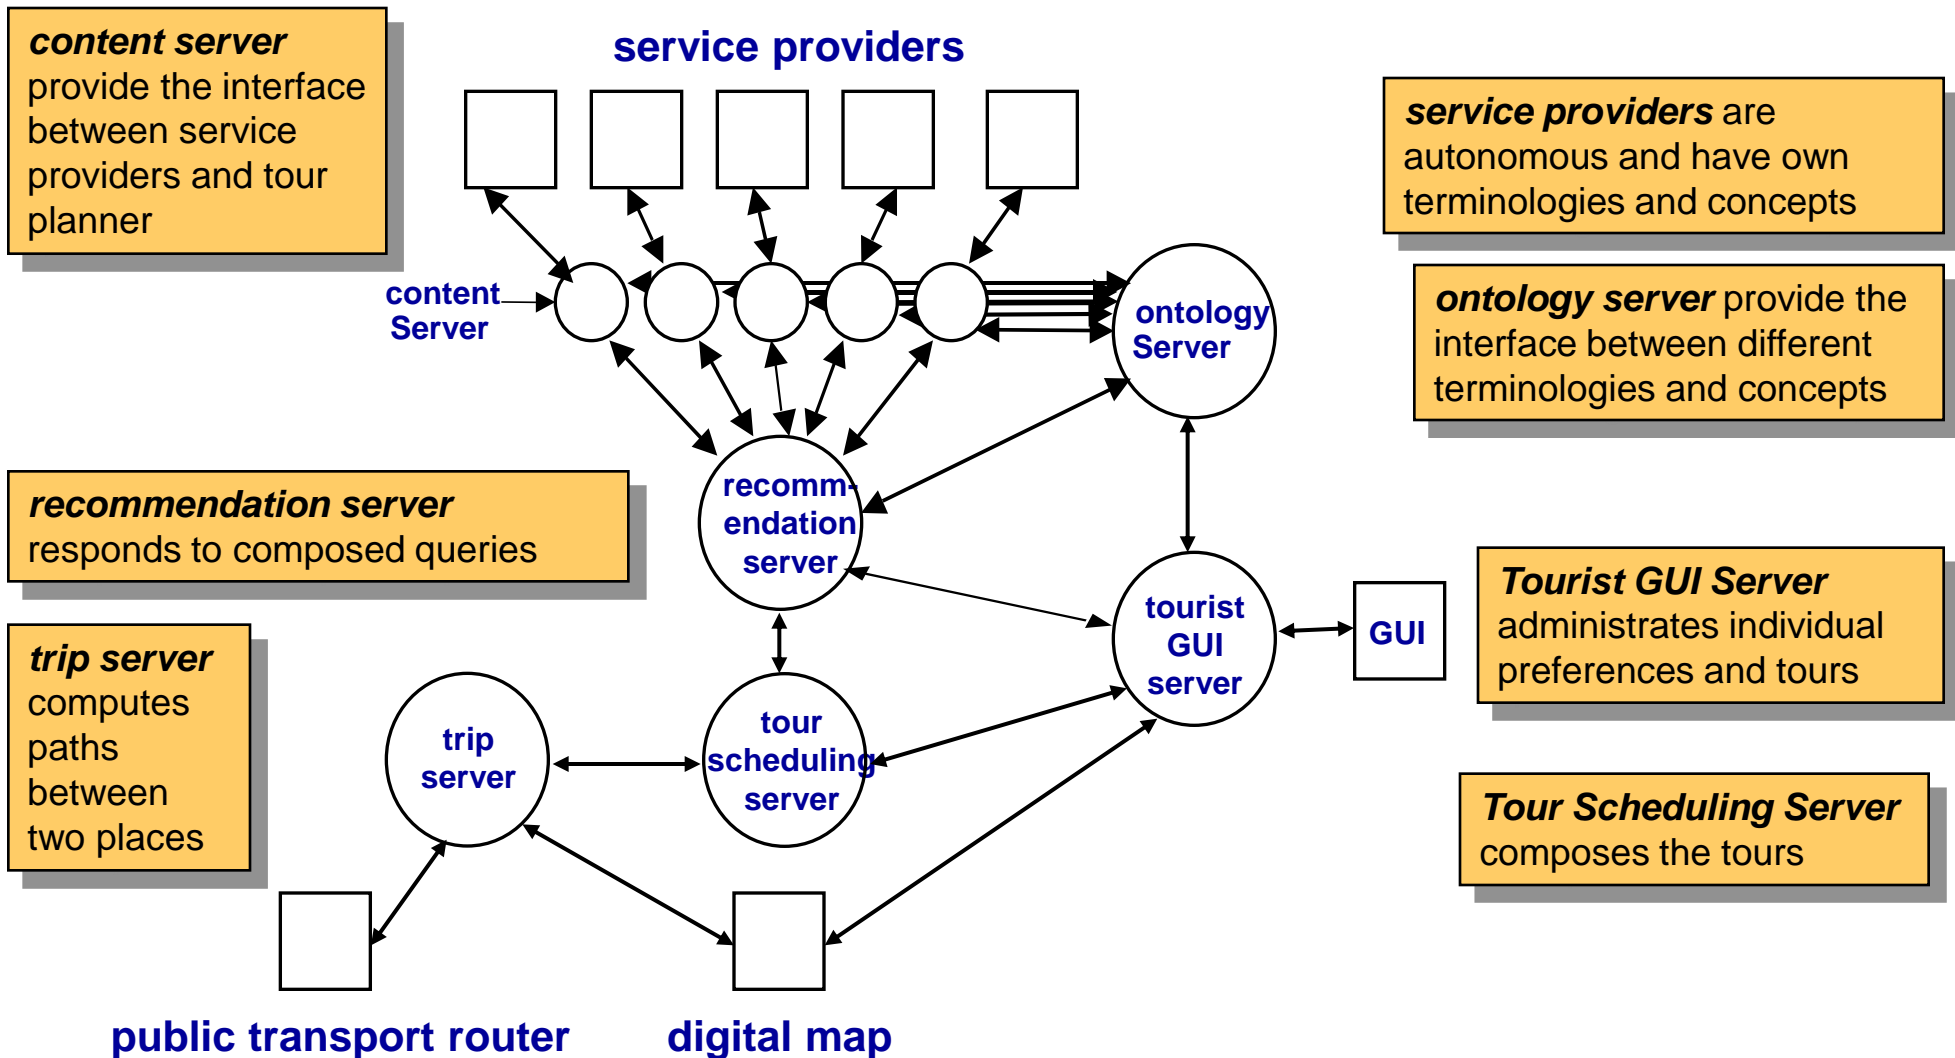 content server
provide the interface
between service
providers and tour
planner
service providers
service providers are
autonomous and have own
terminologies and concepts
content
Server
ontology
Server
ontology server provide the
interface between different
terminologies and concepts
recommendation server
responds to composed queries
recomm-
endation
server
trip server
computes
paths
between
two places
trip
server
tour
scheduling
server
tourist
GUI
server
GUI
Tourist GUI Server
administrates individual
preferences and tours
Tour Scheduling Server
composes the tours
public transport router
digital map